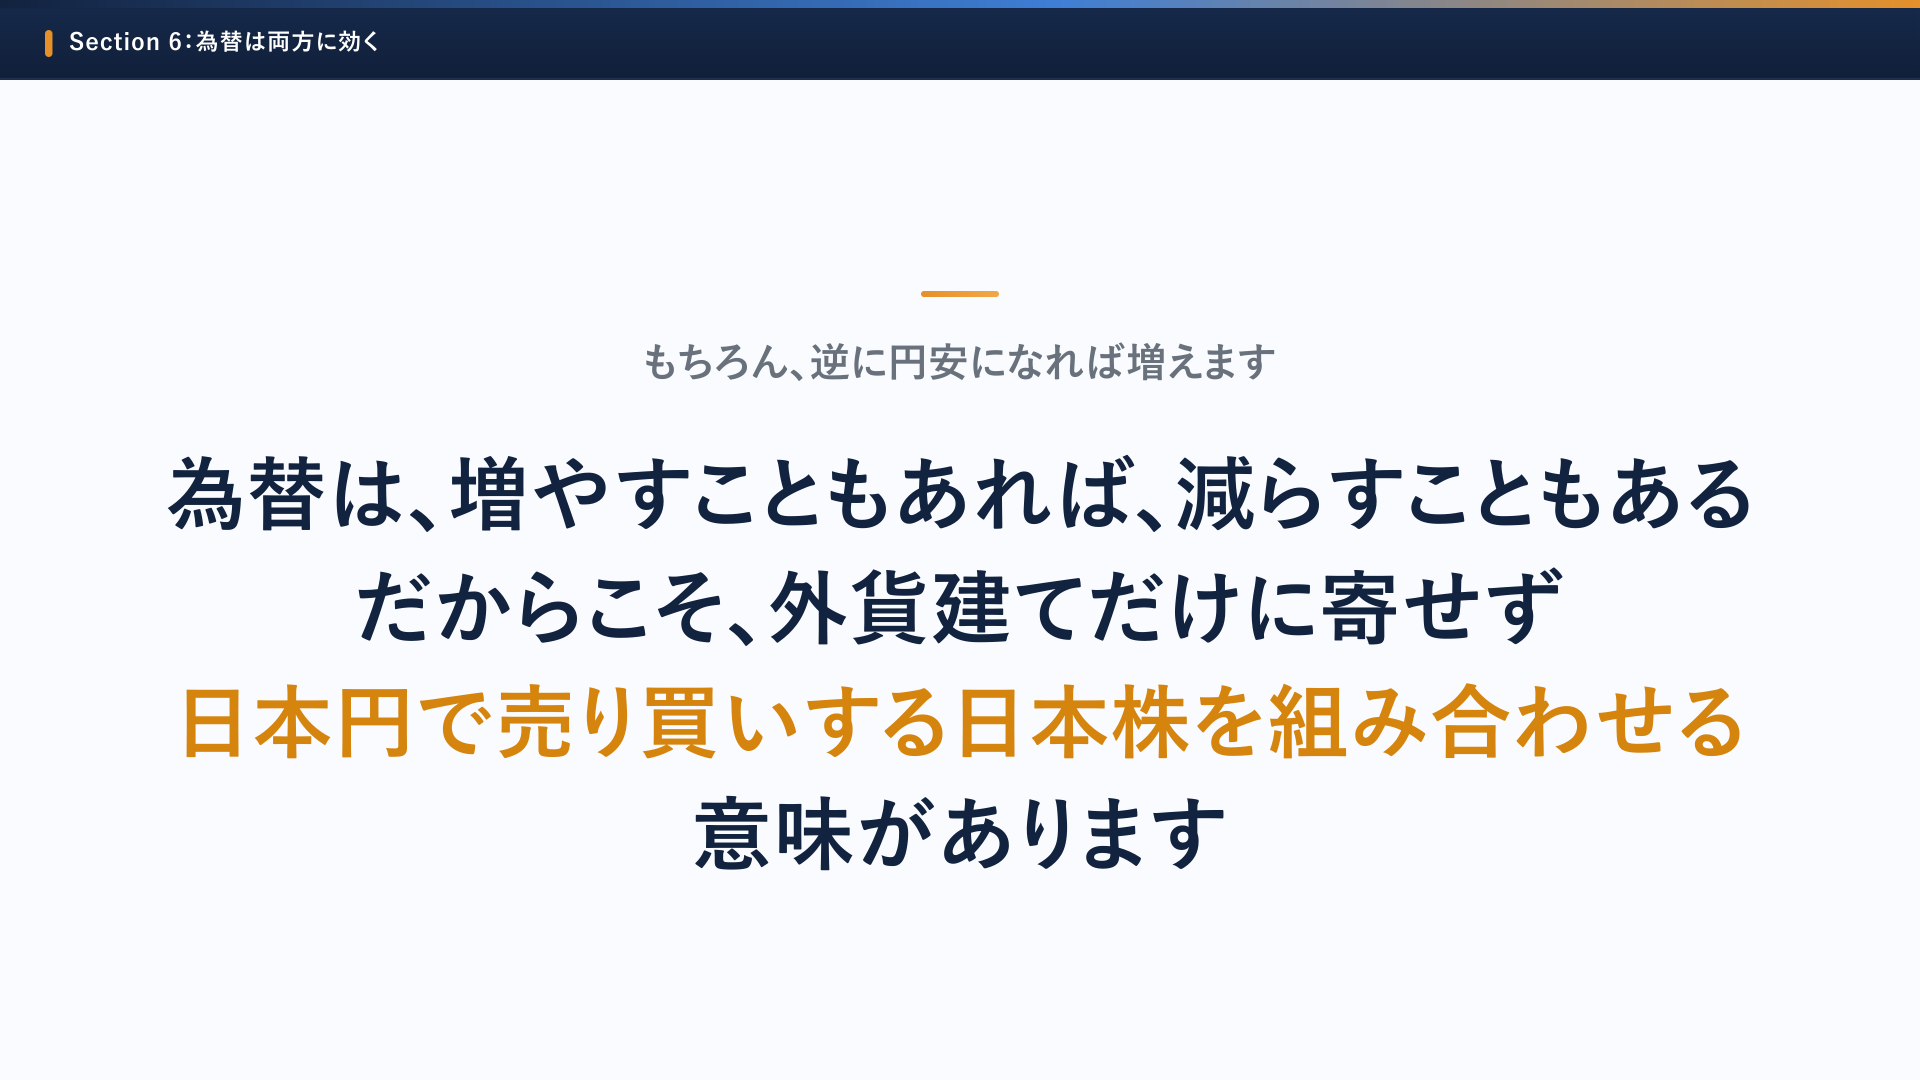 Section 6：為替は両方に効く
もちろん、逆に円安になれば増えます
為替は、増やすこともあれば、減らすこともある
だからこそ、外貨建てだけに寄せず
日本円で売り買いする日本株を組み合わせる
意味があります